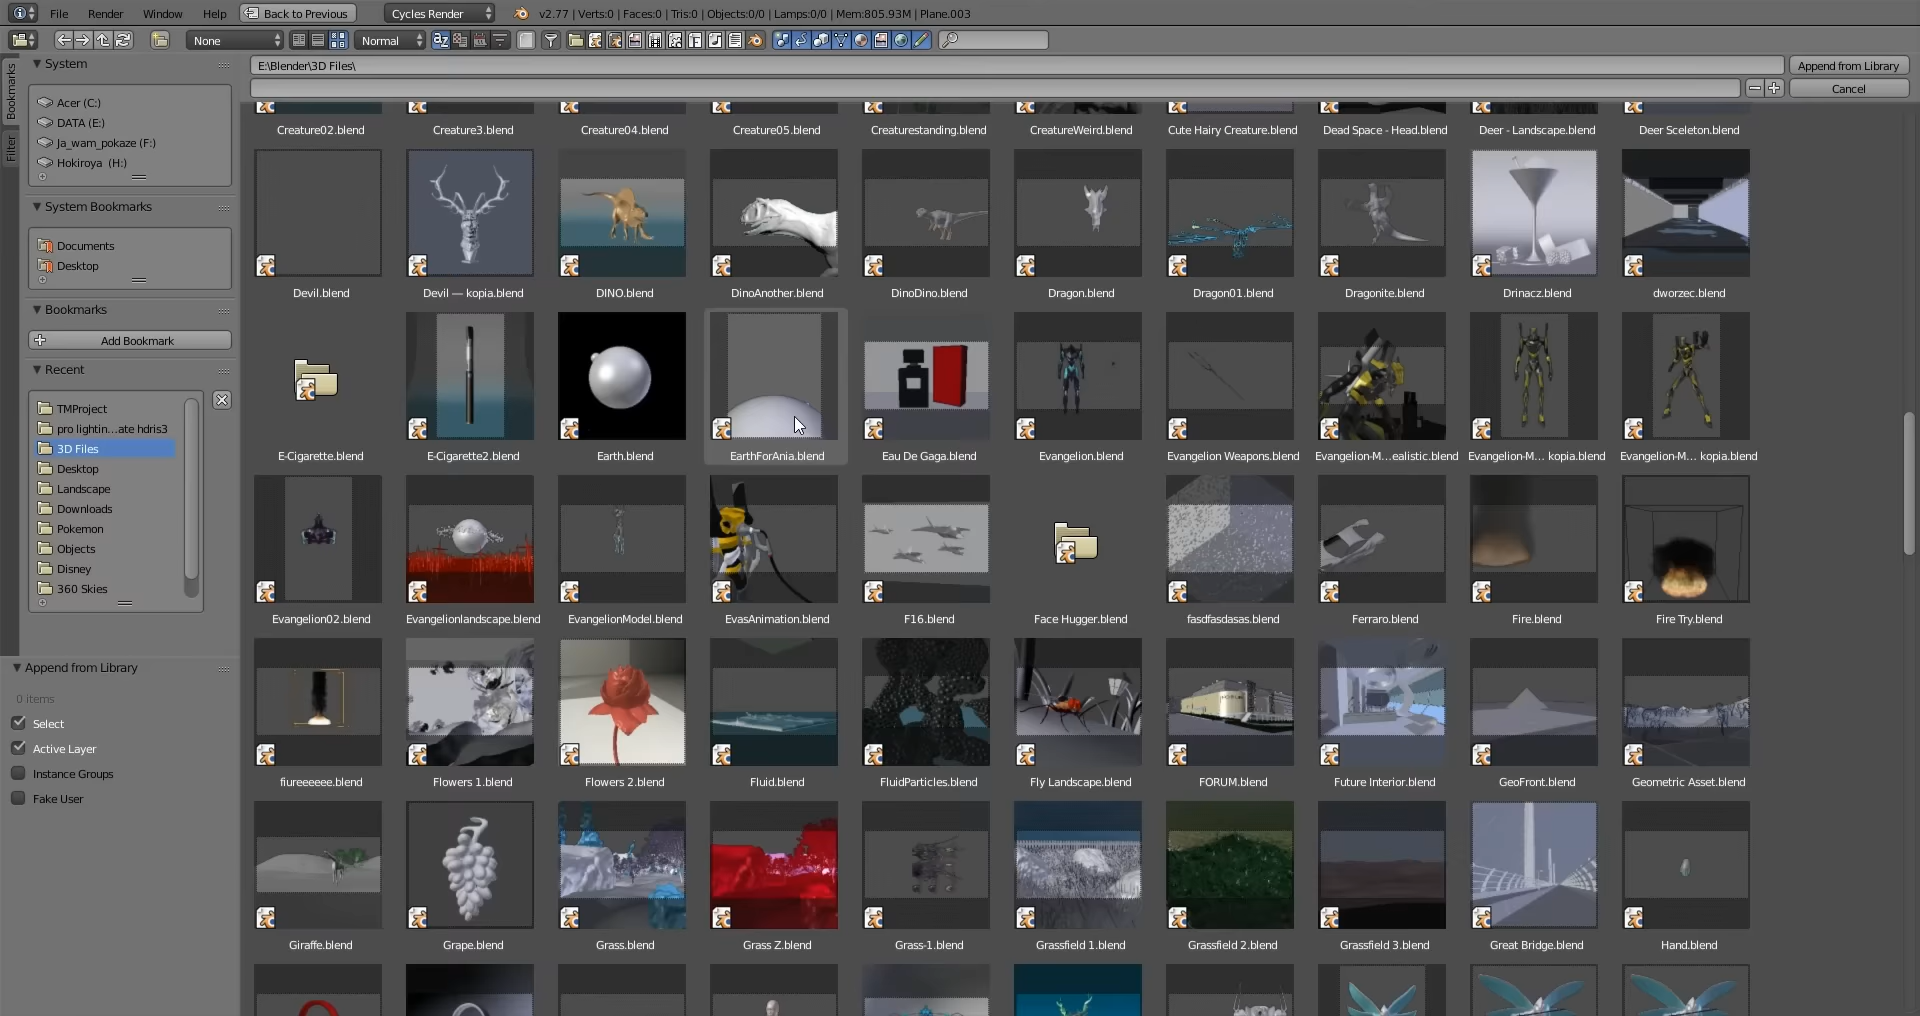 File Render Window Help Back to Previous Cycles Render v2.77 | Verts:0 | Faces:0 | Tris:0 | Objects:0/0 | Lamps:0/0 | Mem:805.93M | Plane.003
None Normal
Bookmarks
Filter
System
Acer (C:)
DATA (E:)
Ja_wam_pokaze (F:)
Hokiroya (H:)
System Bookmarks
Documents
Desktop
Bookmarks
Add Bookmark
Recent
TMProject
pro lightin...ate hdris3
3D Files
Desktop
Landscape
Downloads
Pokemon
Objects
Disney
360 Skies
Append from Library
0 items
Select
Active Layer
Instance Groups
Fake User
E:\Blender\3D Files\
Append from Library
Cancel
Creature02.blend Creature3.blend Creature04.blend Creature05.blend Creaturestanding.blend CreatureWeird.blend Cute Hairy Creature.blend Dead Space - Head.blend Deer - Landscape.blend Deer Sceleton.blend
Devil.blend Devil — kopia.blend DINO.blend DinoAnother.blend DinoDino.blend Dragon.blend Dragon01.blend Dragonite.blend Drinacz.blend dworzec.blend
E-Cigarette.blend E-Cigarette2.blend Earth.blend EarthForAnia.blend Eau De Gaga.blend Evangelion.blend Evangelion Weapons.blend Evangelion-M...ealistic.blend Evangelion-M... kopia.blend Evangelion-M... kopia.blend
Evangelion02.blend Evangelionlandscape.blend EvangelionModel.blend EvasAnimation.blend F16.blend Face Hugger.blend fasdfasdasas.blend Ferraro.blend Fire.blend Fire Try.blend
fiureeeeee.blend Flowers 1.blend Flowers 2.blend Fluid.blend FluidParticles.blend Fly Landscape.blend FORUM.blend Future Interior.blend GeoFront.blend Geometric Asset.blend
Giraffe.blend Grape.blend Grass.blend Grass Z.blend Grass-1.blend Grassfield 1.blend Grassfield 2.blend Grassfield 3.blend Great Bridge.blend Hand.blend